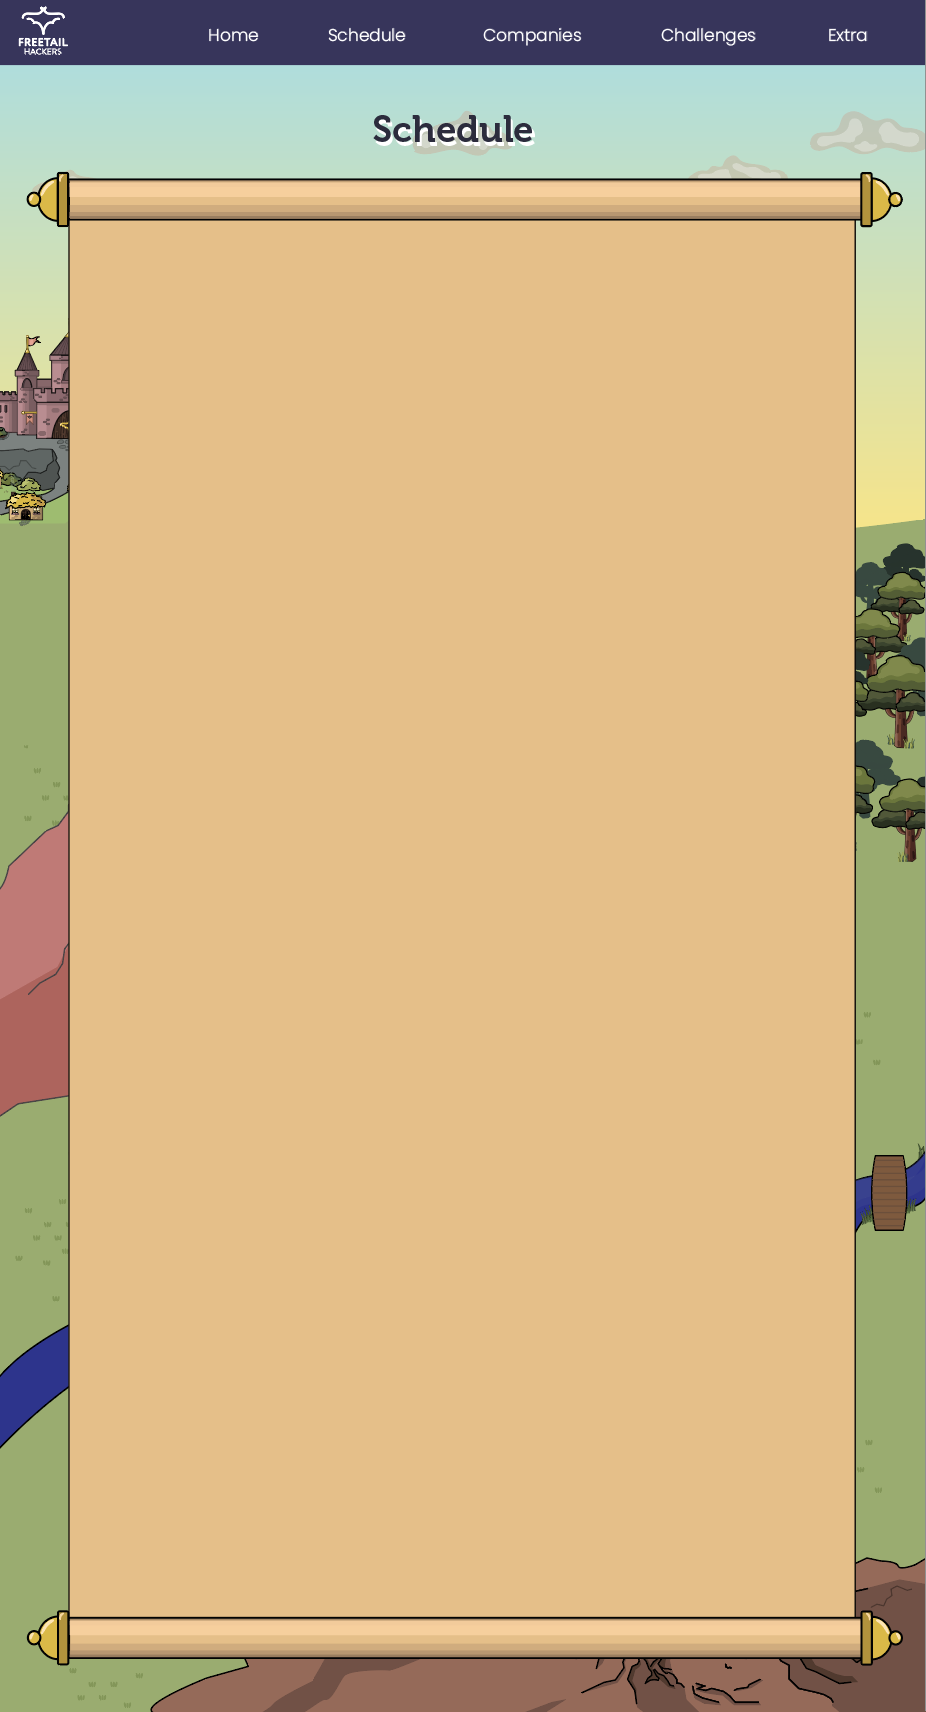 FREETAIL
HACKERS
Home Schedule Companies Challenges Extra
Schedule